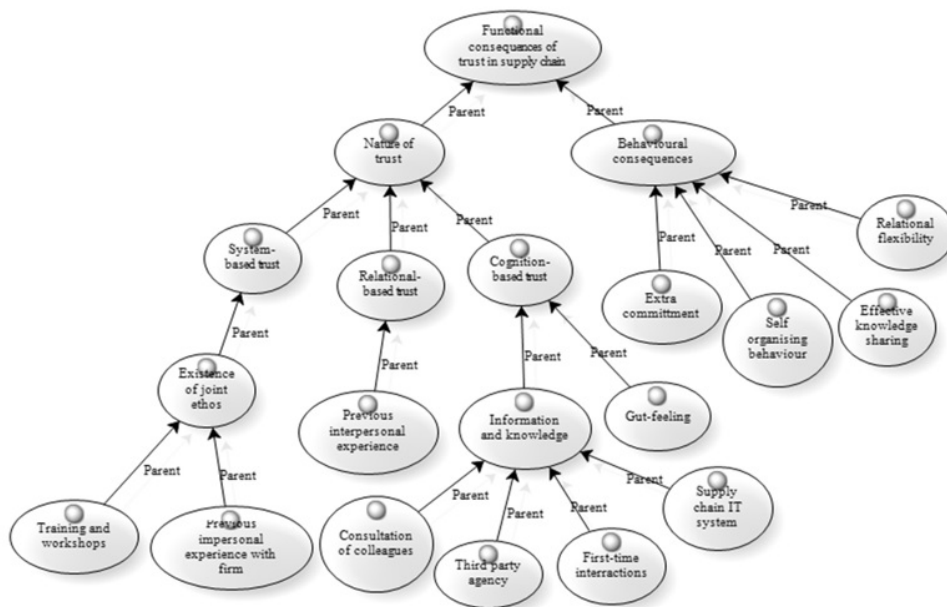 Functional
consequences of
trust in supply chain
Parent
Parent
Nature of
trust
Behavioural
consequences
Parent
Parent
Parent
Parent
Parent
Parent
Parent
System-
based trust
Relational-
based trust
Cognition-
based trust
Relational
flexibility
Extra
committment
Self
organising
behaviour
Effective
knowledge
sharing
Parent
Parent
Parent
Parent
Existence
of joint
ethos
Previous
interpersonal
experience
Information
and knowledge
Gut-feeling
Parent
Parent
Parent
Parent
Parent
Parent
Training and
workshops
Previous
impersonal
experience with
firm
Consultation
of colleagues
Third party
agency
First-time
interractions
Supply
chain IT
system